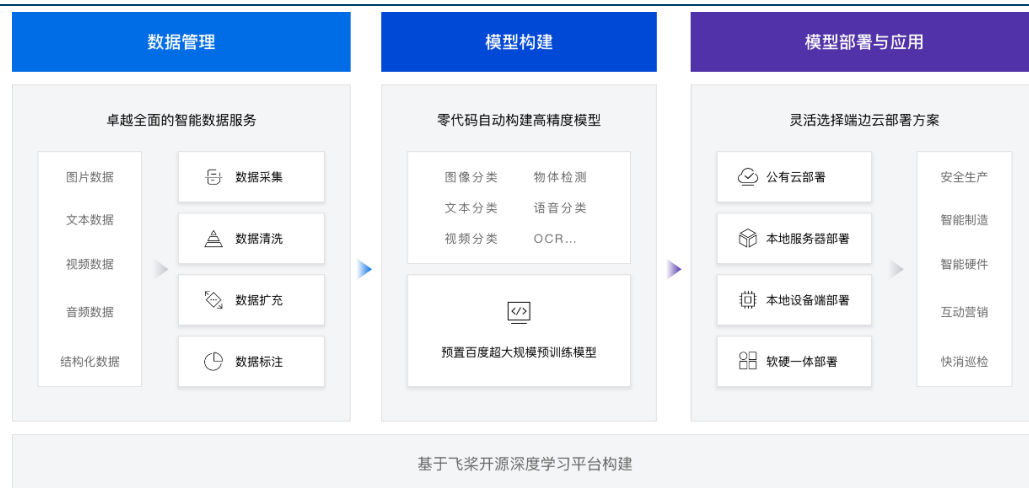 数据管理
卓越全面的智能数据服务
图片数据
文本数据
视频数据
音频数据
结构化数据
数据采集
数据清洗
数据扩充
数据标注
模型构建
零代码自动构建高精度模型
图像分类 物体检测
文本分类 语音分类
视频分类 OCR...
</>
预置百度超大规模预训练模型
模型部署与应用
灵活选择端边云部署方案
公有云部署
本地服务器部署
本地设备端部署
软硬一体部署
安全生产
智能制造
智能硬件
互动营销
快消巡检
基于飞桨开源深度学习平台构建